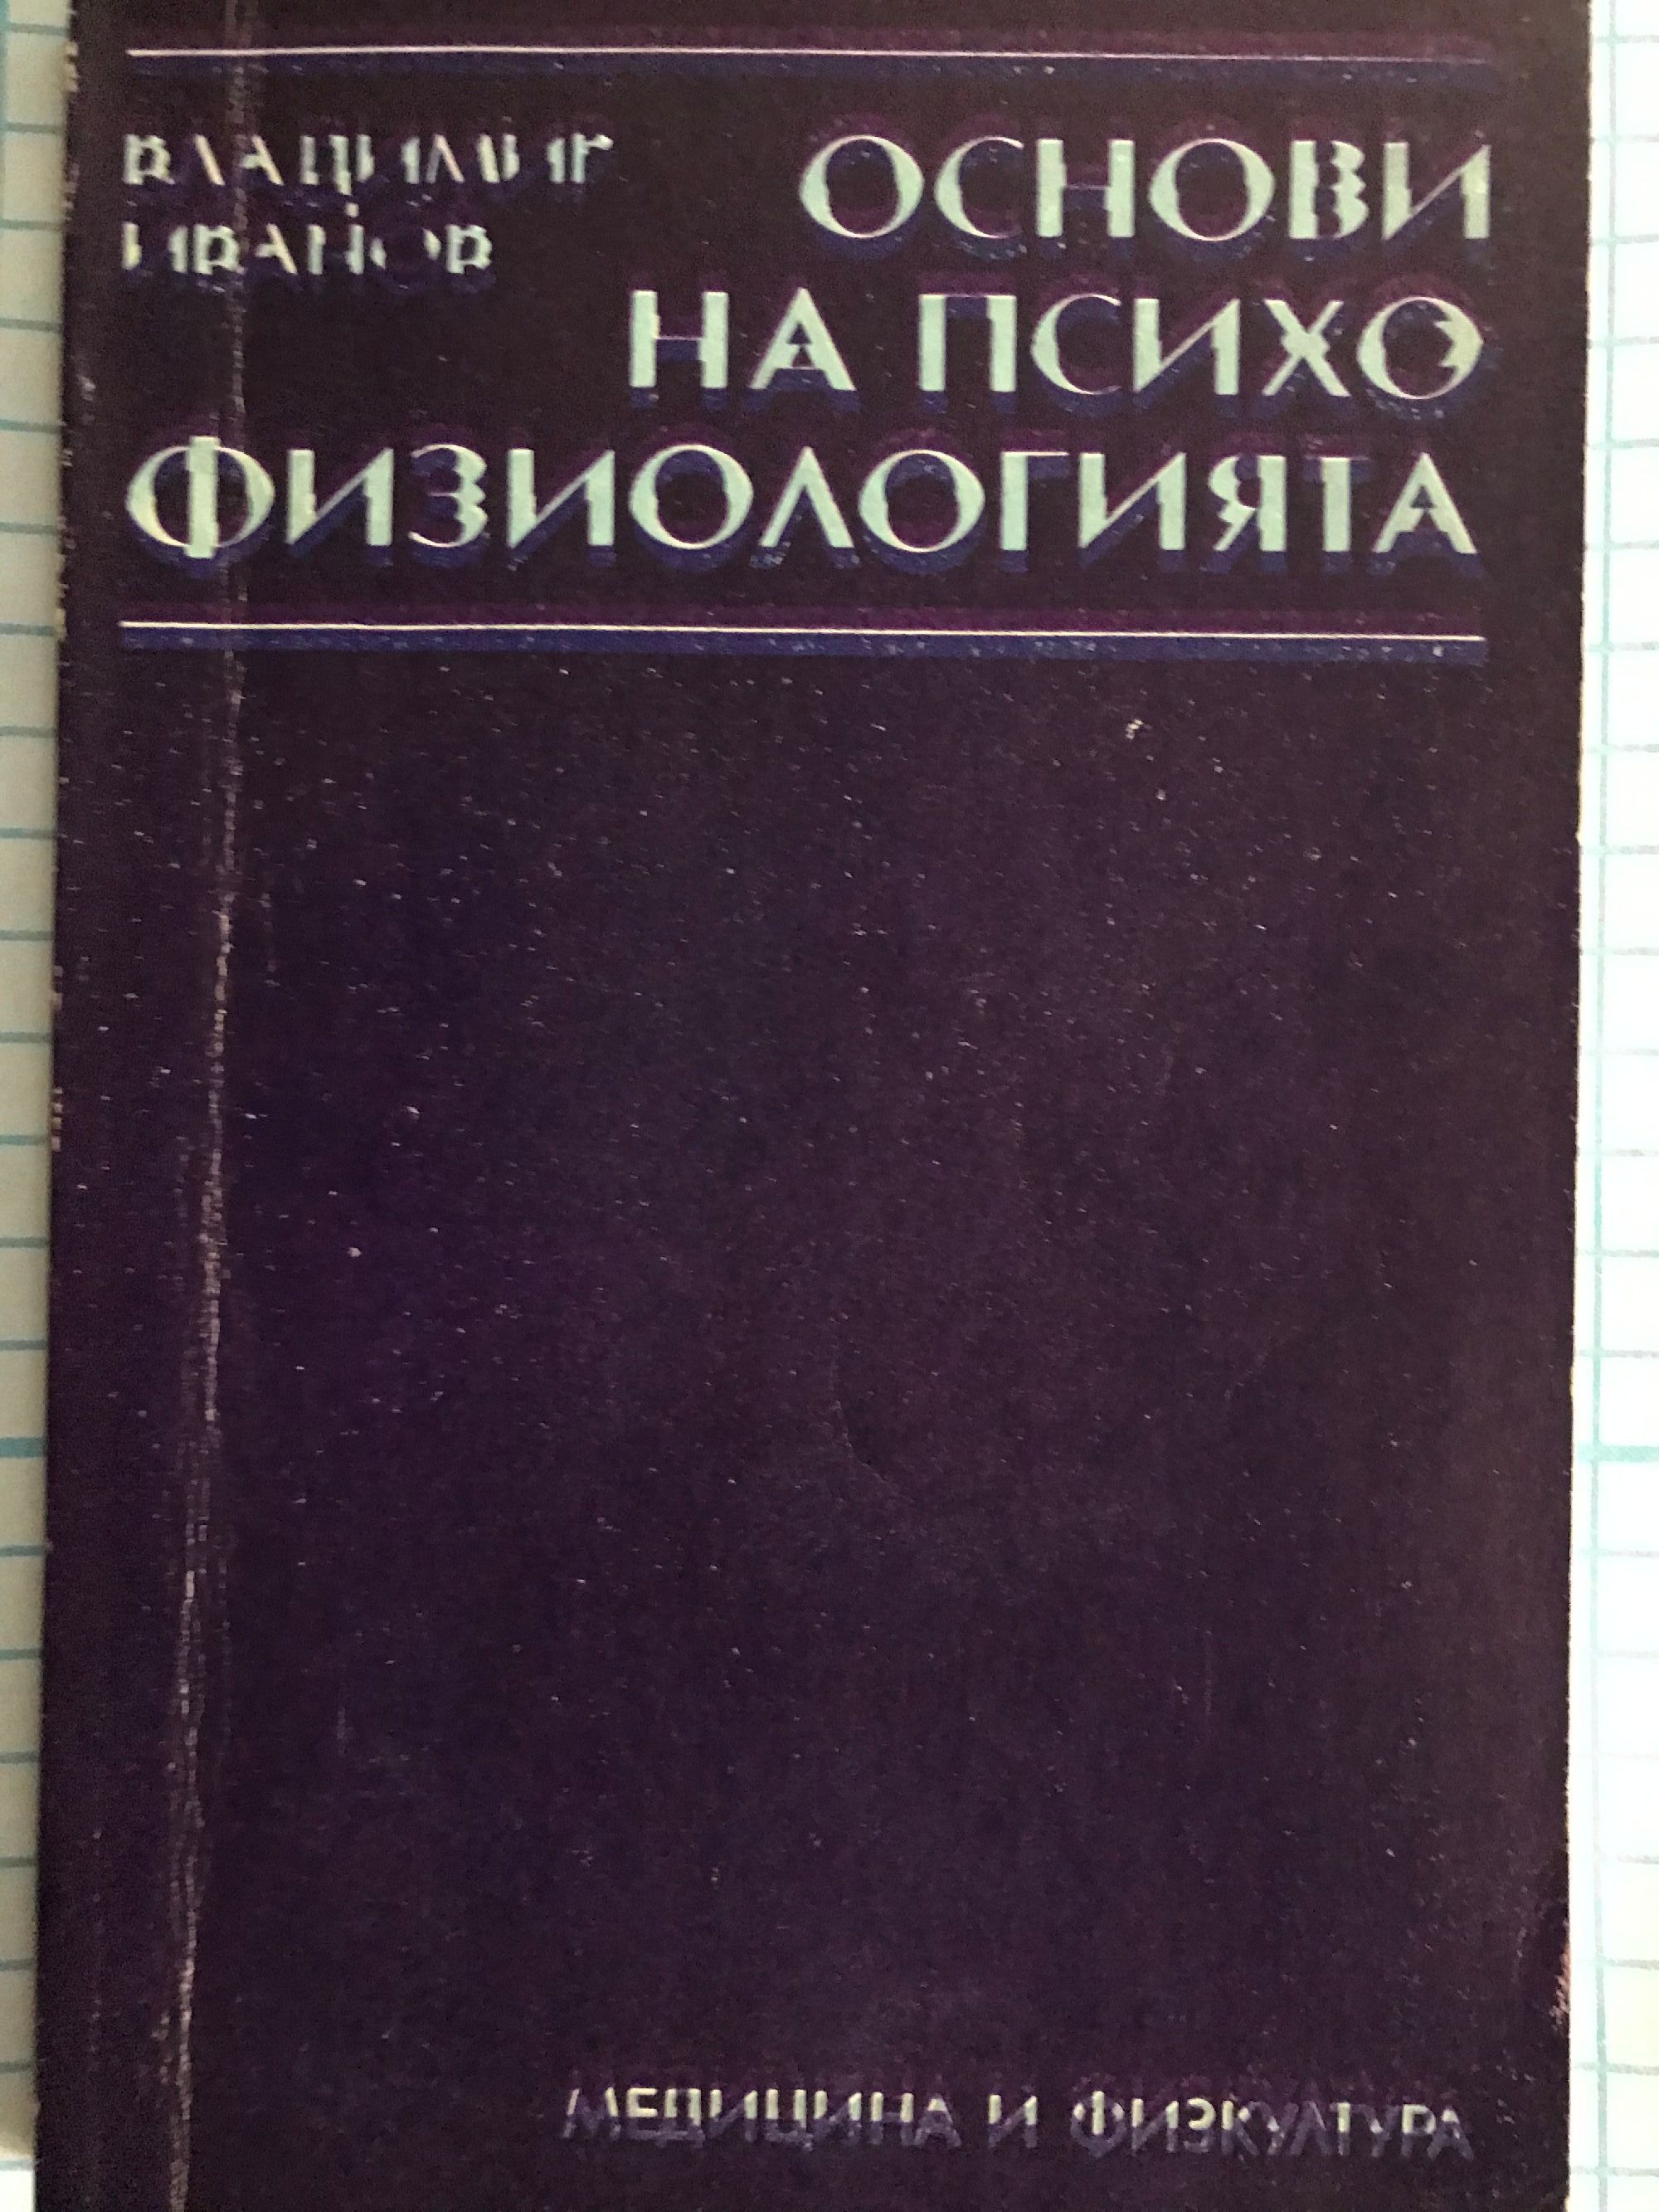 ВЛАДИМИР
ИВАНОВ
ОСНОВИ
НА ПСИХО
ФИЗИОЛОГИЯТА
МЕДИЦИНА И ФИЗКУЛТУРА